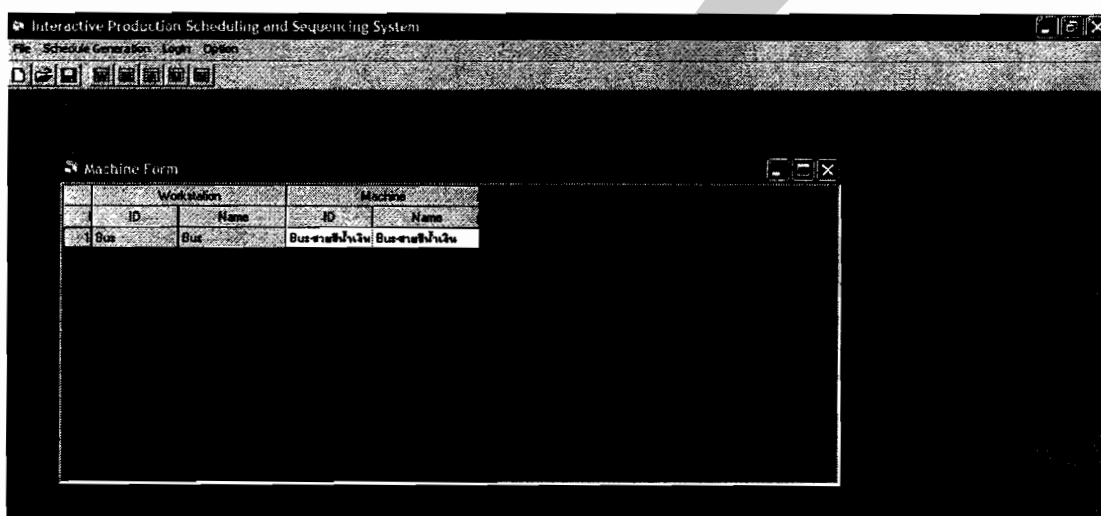 Interactive Production Scheduling and Sequencing System
File Schedule Generation Login Option
Machine Form
Workstation Machine
ID Name ID Name
1 Bus Bus Bus-สายสีน้ำเงิน Bus-สายสีน้ำเงิน